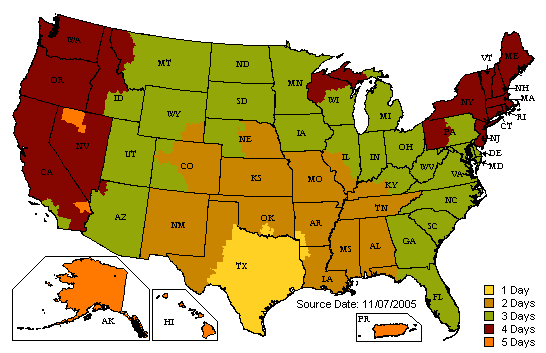 WA
MT
ND
MN
VT
ME
OR
ID
SD
WI
MI
NY
NH
MA
WY
RI
CT
NV
IA
PA
NJ
NE
IL
IN
OH
DE
UT
CO
WV
MD
CA
KS
MO
KY
VA
NC
TN
AZ
NM
OK
AR
SC
MS
AL
GA
TX
LA
FL
AK
HI
PR
Source Date: 11/07/2005
1 Day
2 Days
3 Days
4 Days
5 Days